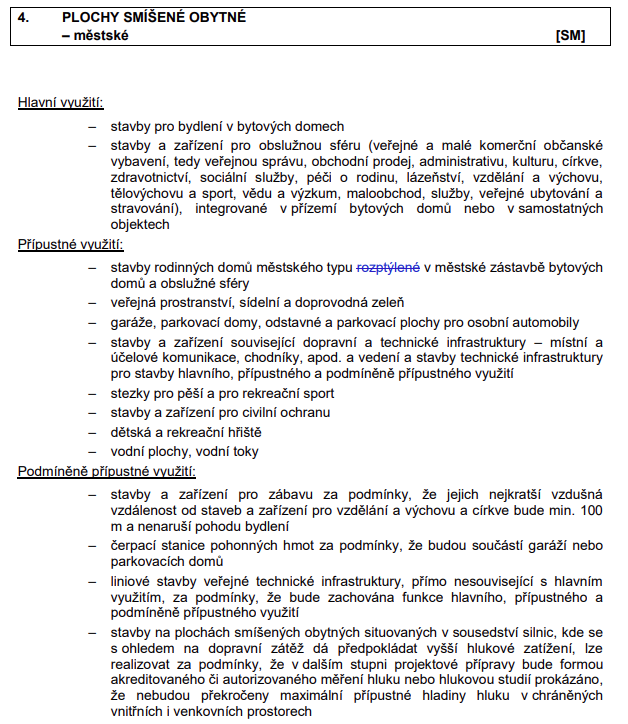 4. PLOCHY SMÍŠENÉ OBYTNÉ
– městské [SM]
Hlavní využití:
– stavby pro bydlení v bytových domech
– stavby a zařízení pro obslužnou sféru (veřejné a malé komerční občanské
vybavení, tedy veřejnou správu, obchodní prodej, administrativu, kulturu, církve,
zdravotnictví, sociální služby, péči o rodinu, lázeňství, vzdělání a výchovu,
tělovýchovu a sport, vědu a výzkum, maloobchod, služby, veřejné ubytování a
stravování), integrované v přízemí bytových domů nebo v samostatných
objektech
Přípustné využití:
– stavby rodinných domů městského typu rozptýlené v městské zástavbě bytových
domů a obslužné sféry
– veřejná prostranství, sídelní a doprovodná zeleň
– garáže, parkovací domy, odstavné a parkovací plochy pro osobní automobily
– stavby a zařízení související dopravní a technické infrastruktury – místní a
účelové komunikace, chodníky, apod. a vedení a stavby technické infrastruktury
pro stavby hlavního, přípustného a podmíněně přípustného využití
– stezky pro pěší a pro rekreační sport
– stavby a zařízení pro civilní ochranu
– dětská a rekreační hřiště
– vodní plochy, vodní toky
Podmíněně přípustné využití:
– stavby a zařízení pro zábavu za podmínky, že jejich nejkratší vzdušná
vzdálenost od staveb a zařízení pro vzdělání a výchovu a církve bude min. 100
m a nenaruší pohodu bydlení
– čerpací stanice pohonných hmot za podmínky, že budou součástí garáží nebo
parkovacích domů
– liniové stavby veřejné technické infrastruktury, přímo nesouvisející s hlavním
využitím, za podmínky, že bude zachována funkce hlavního, přípustného a
podmíněně přípustného využití
– stavby na plochách smíšených obytných situovaných v sousedství silnic, kde se
s ohledem na dopravní zátěž dá předpokládat vyšší hlukové zatížení, lze
realizovat za podmínky, že v dalším stupni projektové přípravy bude formou
akreditovaného či autorizovaného měření hluku nebo hlukovou studií prokázáno,
že nebudou překročeny maximální přípustné hladiny hluku v chráněných
vnitřních i venkovních prostorech